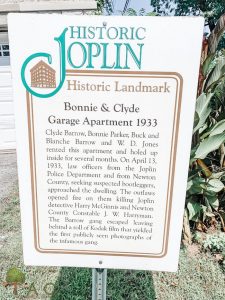 HISTORIC
JOPLIN
Historic Landmark
Bonnie & Clyde
Garage Apartment 1933
Clyde Barrow, Bonnie Parker, Buck and
Blanche Barrow and W. D. Jones
rented this apartment and holed up
inside for several months. On April 13,
1933, law officers from the Joplin
Police Department and from Newton
County, seeking suspected bootleggers,
approached the dwelling. The outlaws
opened fire on them killing Joplin
detective Harry McGinnis and Newton
County Constable J. W. Harryman.
The Barrow gang escaped leaving
behind a roll of Kodak film that yielded
the first publicly seen photographs of
the infamous gang.